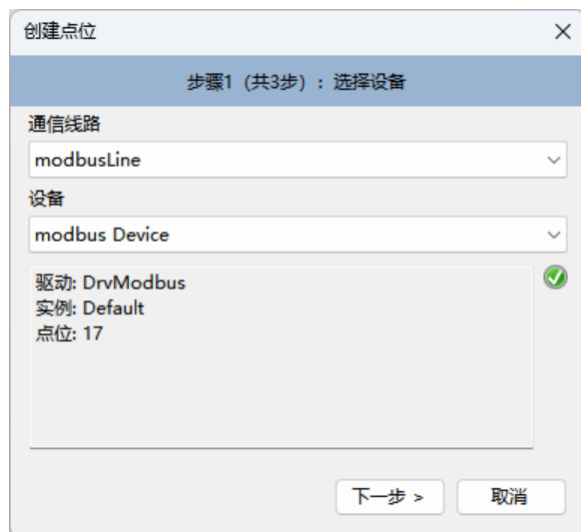 创建点位
步骤1（共3步）：选择设备
通信线路
modbusLine
设备
modbus Device
驱动: DrvModbus
实例: Default
点位: 17
下一步 >
取消